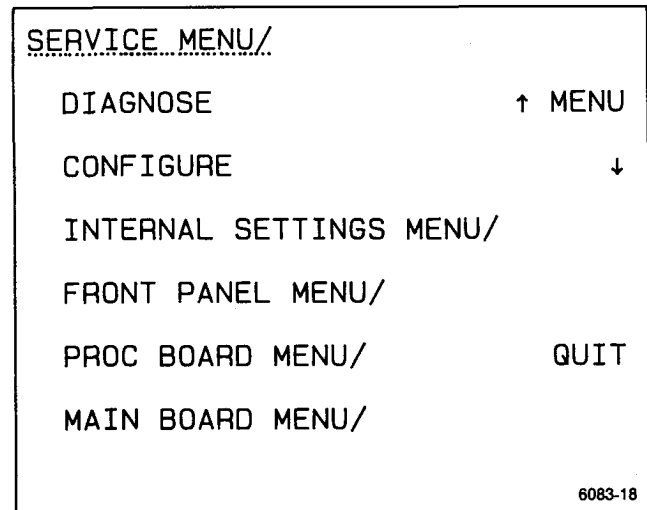 SERVICE MENU/
DIAGNOSE ↑ MENU
CONFIGURE ↓
INTERNAL SETTINGS MENU/
FRONT PANEL MENU/
PROC BOARD MENU/ QUIT
MAIN BOARD MENU/
6083-18